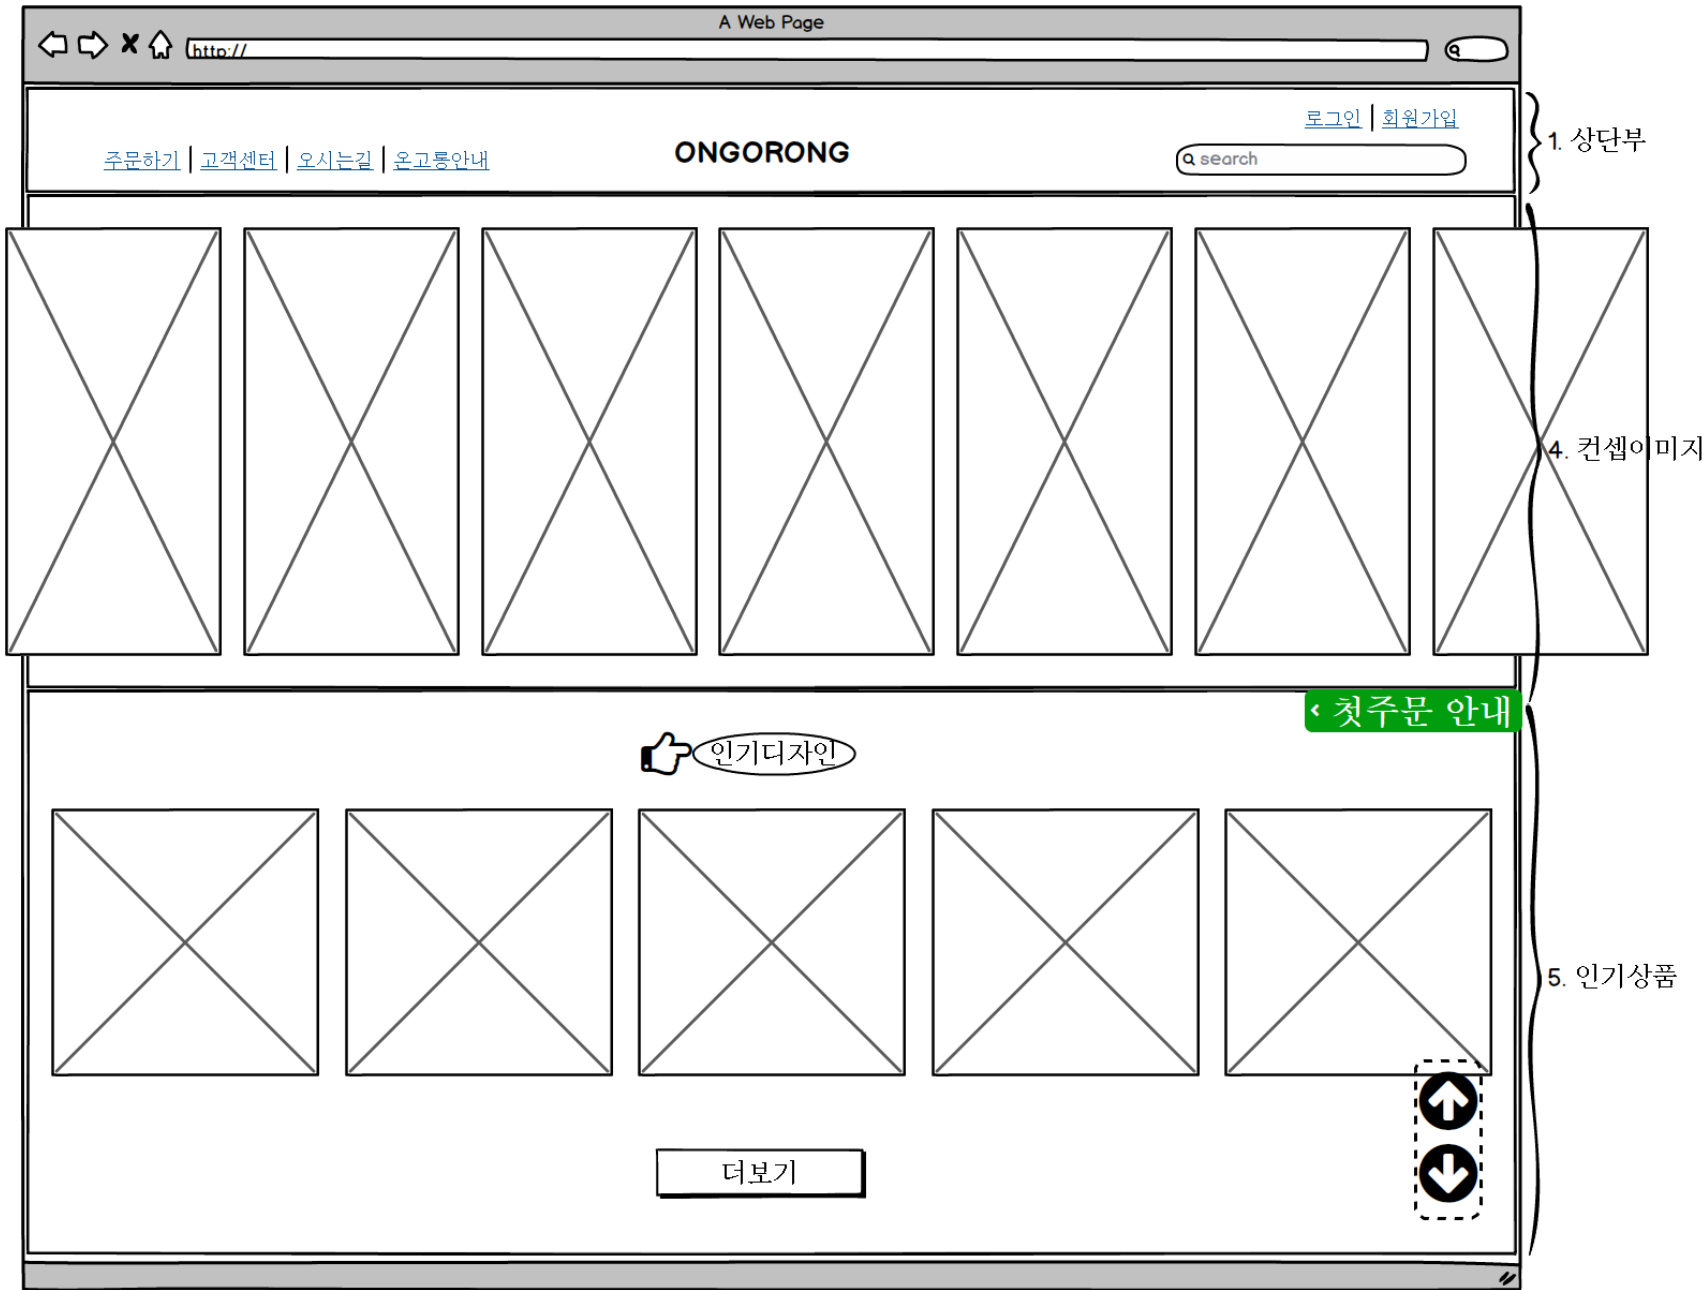 A Web Page
http://
로그인 | 회원가입
1. 상단부
주문하기 | 고객센터 | 오시는길 | 온고롱안내
ONGORONG
search
4. 컨셉이미지
첫주문 안내
인기디자인
5. 인기상품
더보기